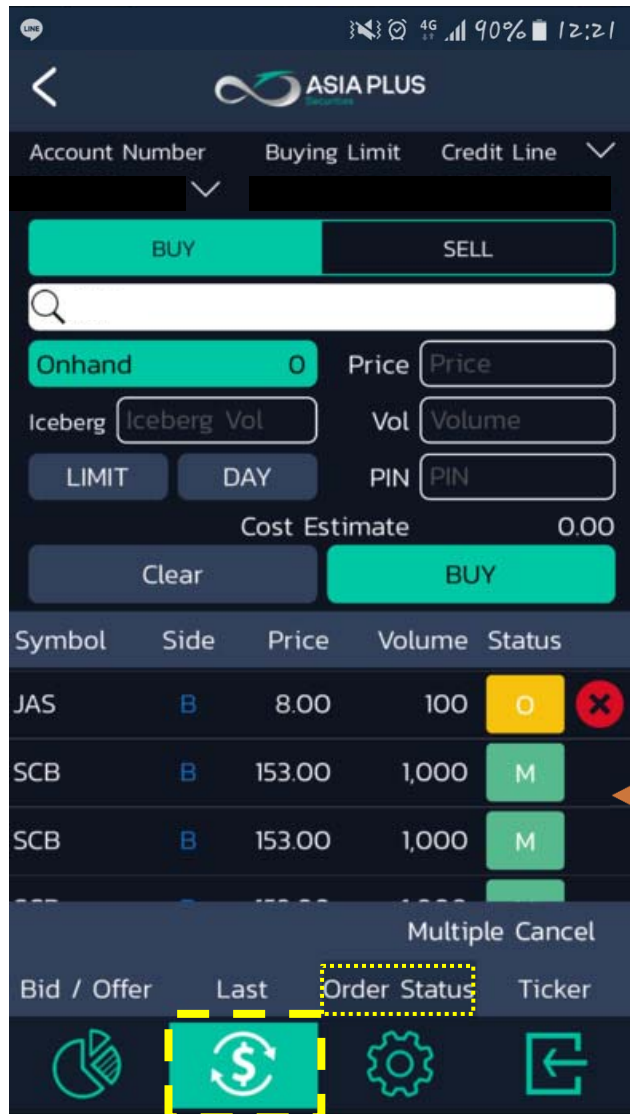 LINE 4G 90% 12:21
ASIA PLUS
Securities
Account Number Buying Limit Credit Line
BUY SELL
Onhand 0 Price Price
Iceberg Iceberg Vol Vol Volume
LIMIT DAY PIN PIN
Cost Estimate 0.00
Clear BUY
Symbol Side Price Volume Status
JAS B 8.00 100 O
SCB B 153.00 1,000 M
SCB B 153.00 1,000 M
Multiple Cancel
Bid / Offer Last Order Status Ticker